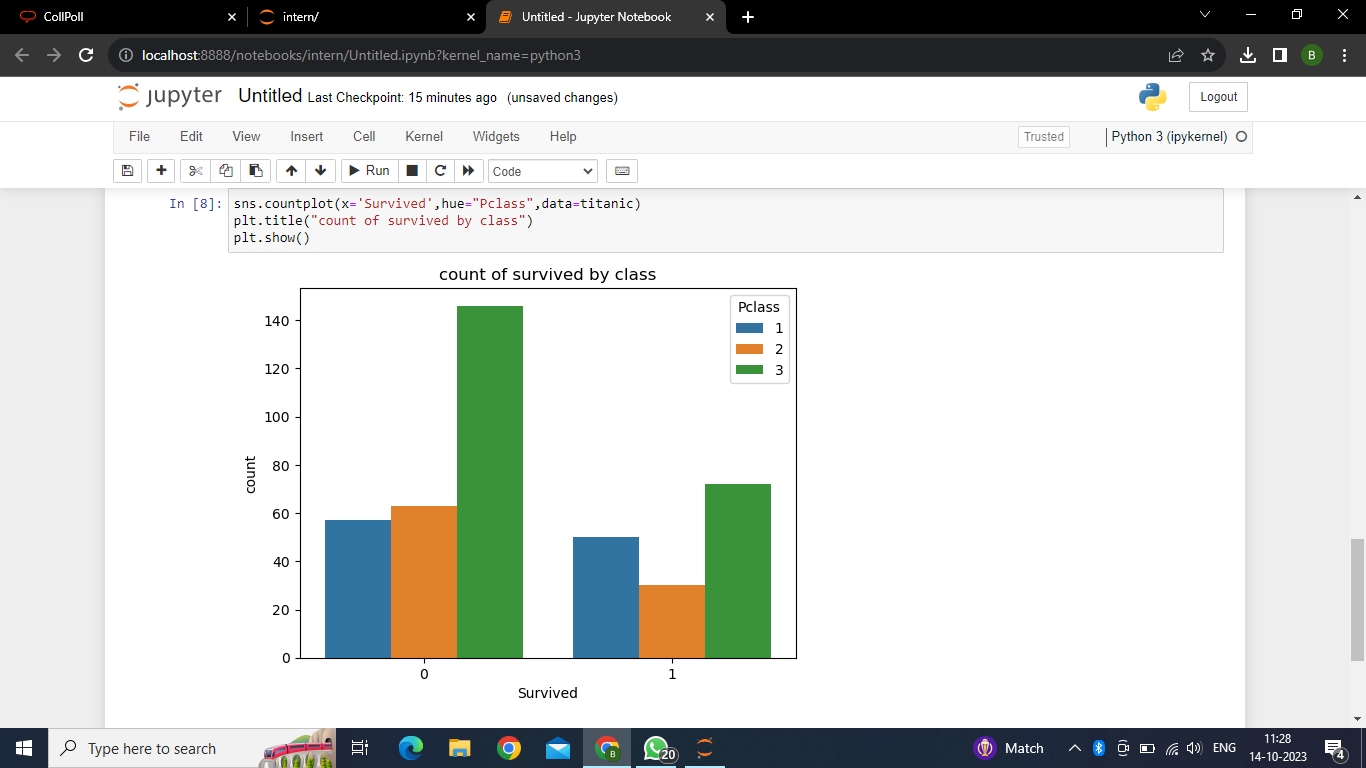 CollPoll
intern/
Untitled - Jupyter Notebook
localhost:8888/notebooks/intern/Untitled.ipynb?kernel_name=python3
B
jupyter Untitled Last Checkpoint: 15 minutes ago (unsaved changes)
Logout
File Edit View Insert Cell Kernel Widgets Help
Trusted
Python 3 (ipykernel)
Run
Code
In [8]: sns.countplot(x='Survived',hue="Pclass",data=titanic)
plt.title("count of survived by class")
plt.show()
count of survived by class
Pclass
1
2
3
140
120
100
80
60
40
20
0
count
0 1
Survived
Type here to search
B
20
Match
ENG
11:28
14-10-2023
4